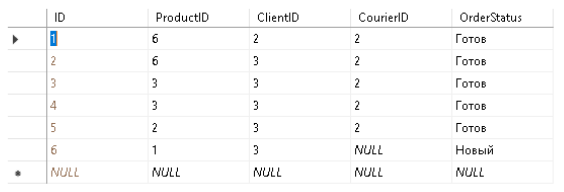 ID ProductID ClientID CourierID OrderStatus
1 6 2 2 Готов
2 6 3 2 Готов
3 3 3 2 Готов
4 3 3 2 Готов
5 2 3 2 Готов
6 1 3 NULL Новый
NULL NULL NULL NULL NULL